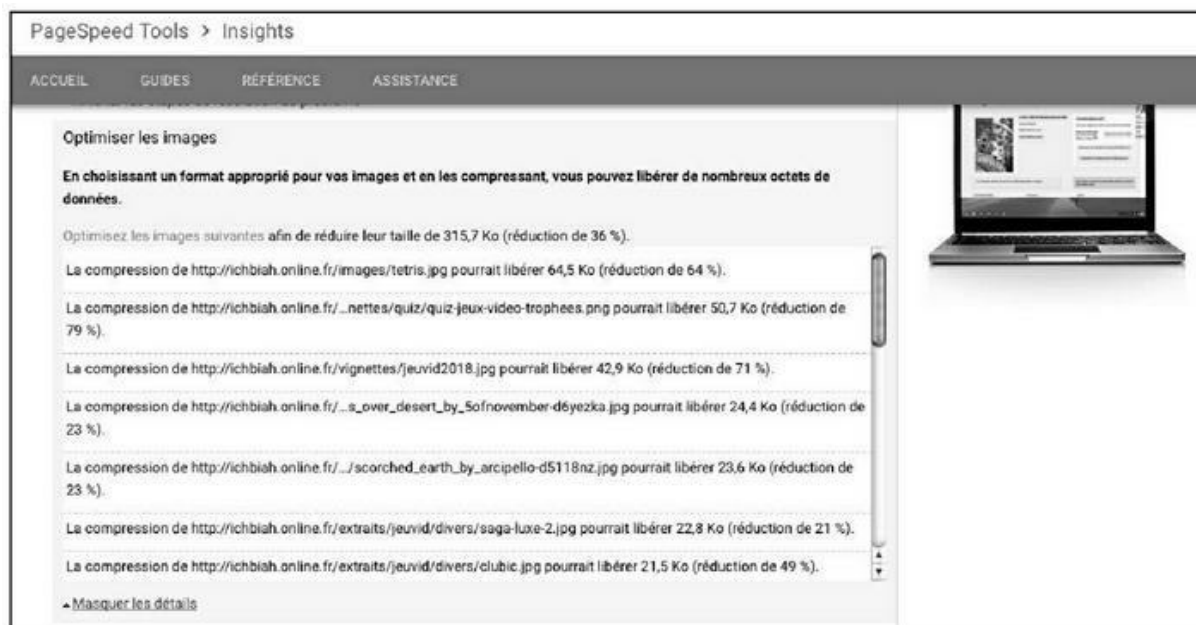 PageSpeed Tools > Insights
ACCUEIL GUIDES RÉFÉRENCE ASSISTANCE
Optimiser les images
En choisissant un format approprié pour vos images et en les compressant, vous pouvez libérer de nombreux octets de
données.
Optimisez les images suivantes afin de réduire leur taille de 315,7 Ko (réduction de 36 %).
La compression de http://ichbiah.online.fr/images/tetris.jpg pourrait libérer 64,5 Ko (réduction de 64 %).
La compression de http://ichbiah.online.fr/…nettes/quiz/quiz-jeux-video-trophees.png pourrait libérer 50,7 Ko (réduction de
79 %).
La compression de http://ichbiah.online.fr/vignettes/jeuvid2018.jpg pourrait libérer 42,9 Ko (réduction de 71 %).
La compression de http://ichbiah.online.fr/…s_over_desert_by_5ofnovember-d6yezka.jpg pourrait libérer 24,4 Ko (réduction de
23 %).
La compression de http://ichbiah.online.fr/…/scorched_earth_by_arcipello-d5118nz.jpg pourrait libérer 23,6 Ko (réduction de
23 %).
La compression de http://ichbiah.online.fr/extraits/jeuvid/divers/saga-luxe-2.jpg pourrait libérer 22,8 Ko (réduction de 21 %).
La compression de http://ichbiah.online.fr/extraits/jeuvid/divers/clubic.jpg pourrait libérer 21,5 Ko (réduction de 49 %).
Masquer les détails